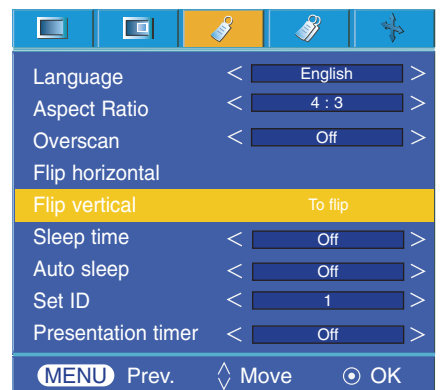 Language < English >
Aspect Ratio < 4 : 3 >
Overscan < Off >
Flip horizontal
Flip vertical To flip
Sleep time < Off >
Auto sleep < Off >
Set ID < 1 >
Presentation timer < Off >
MENU Prev. Move OK